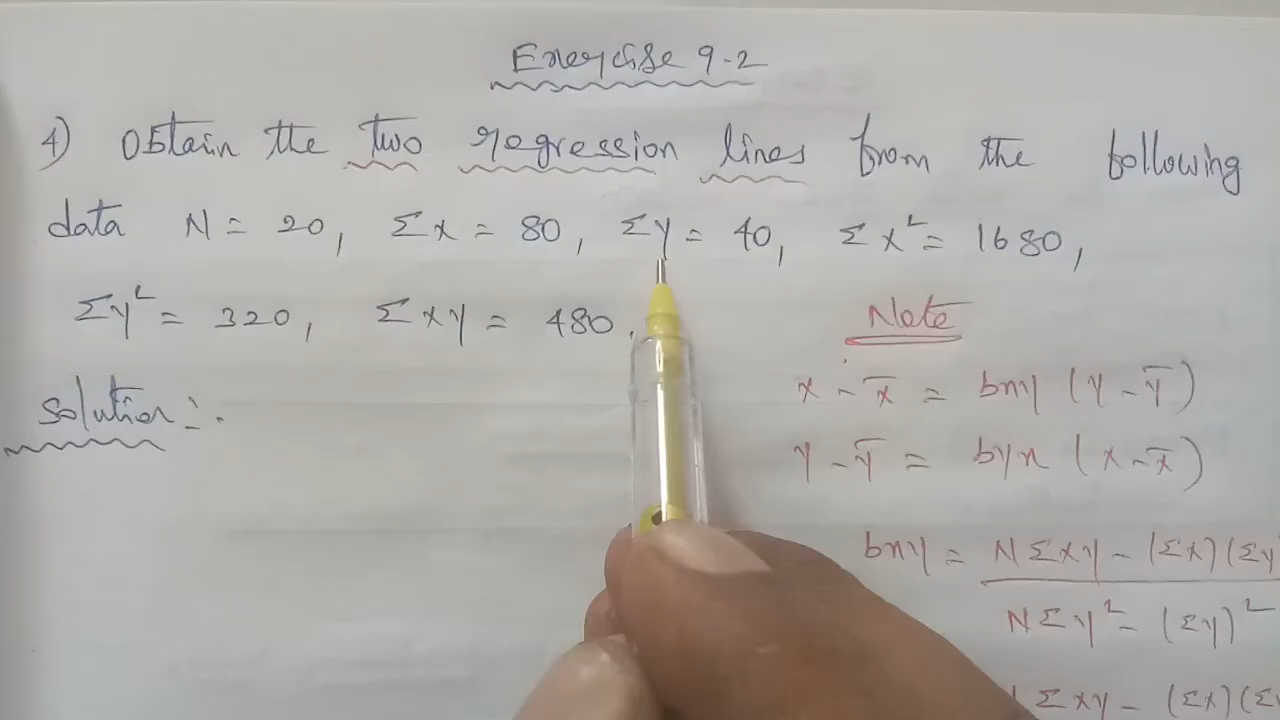 Exercise 9.2
4) Obtain the two regression lines from the following
data N = 20, Σx = 80, Σy = 40, Σx² = 1680,
Σy² = 320, Σxy = 480.
Note
Solution:-
x - x̄ = bxy (y - ȳ)
y - ȳ = byx (x - x̄)
bxy = NΣxy - (Σx)(Σy
NΣy² - (Σy)²
Σxy - (Σx)(Σy